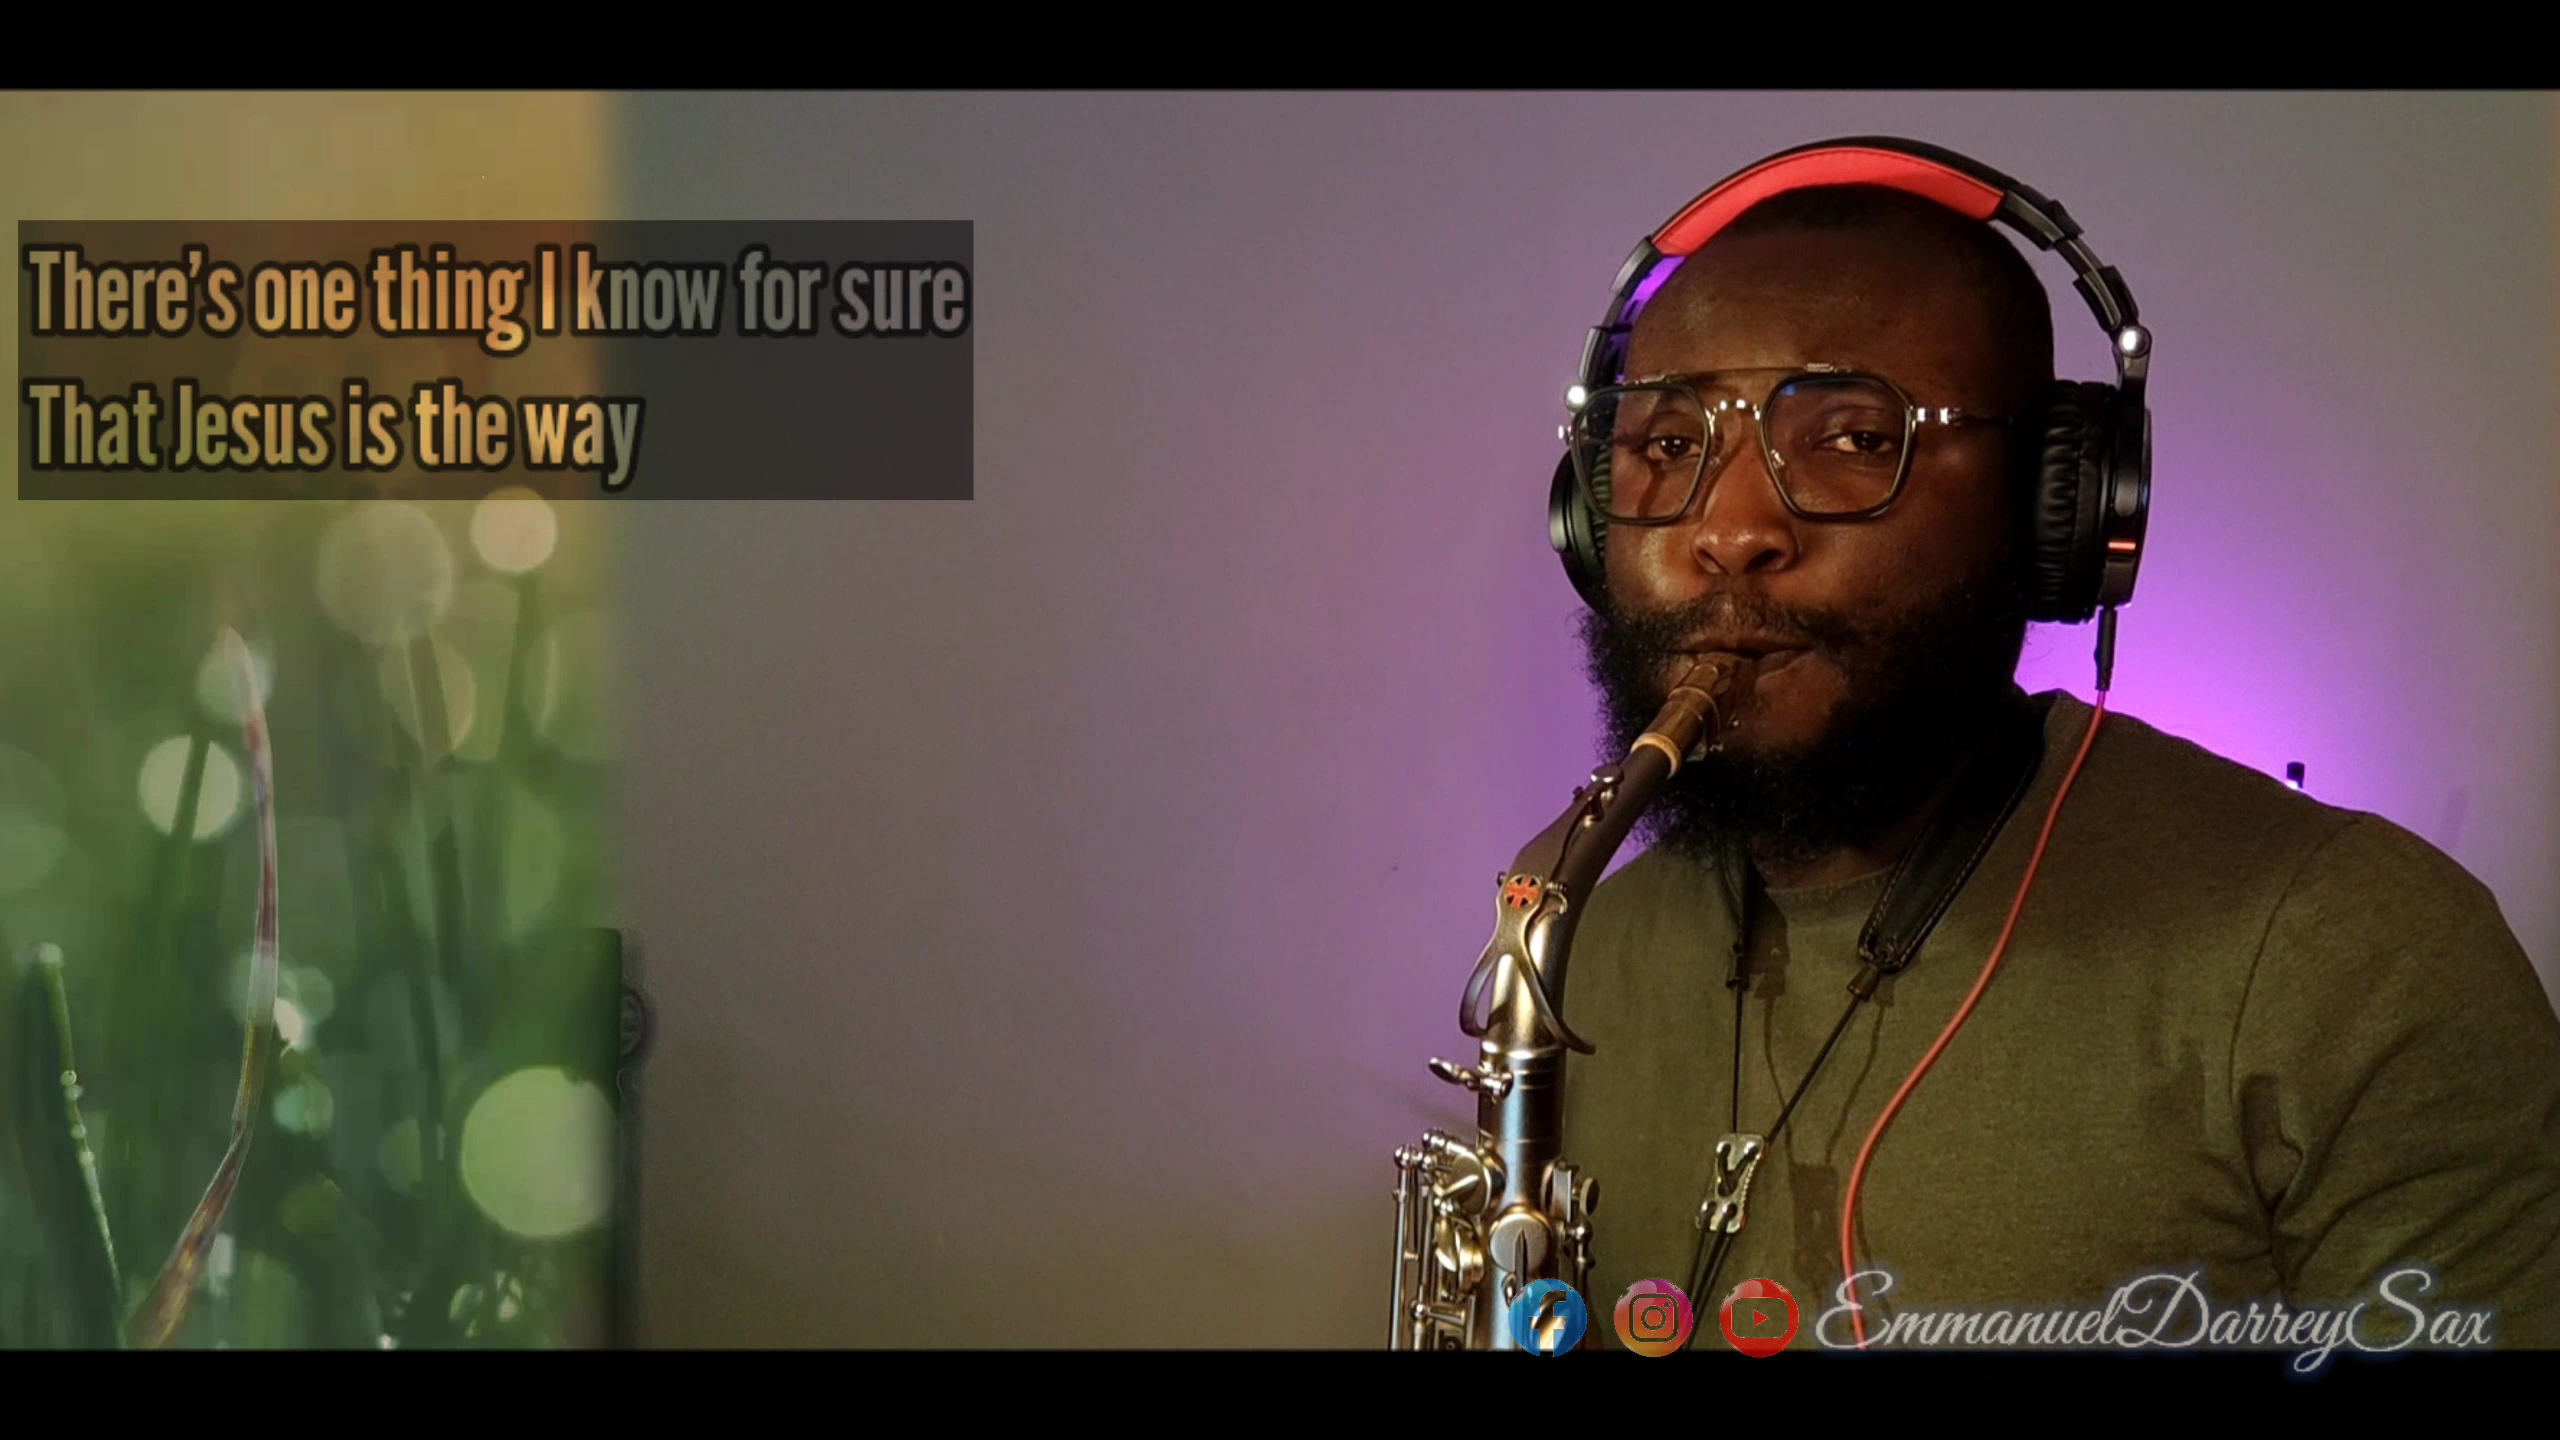 There's one thing I know for sure
That Jesus is the way
EmmanuelDarreySax